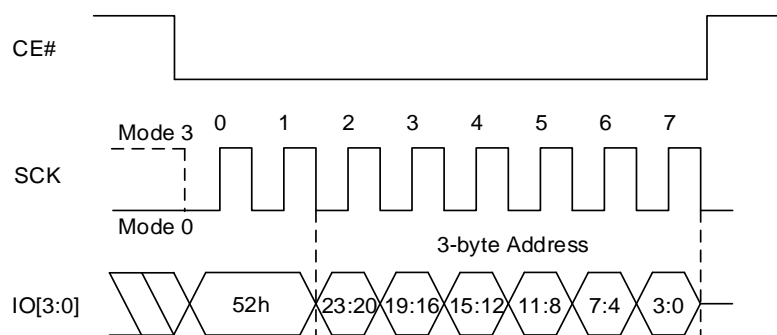 CE#
0 1 2 3 4 5 6 7
Mode 3
SCK
Mode 0
3-byte Address
IO[3:0] 52h 23:20 19:16 15:12 11:8 7:4 3:0